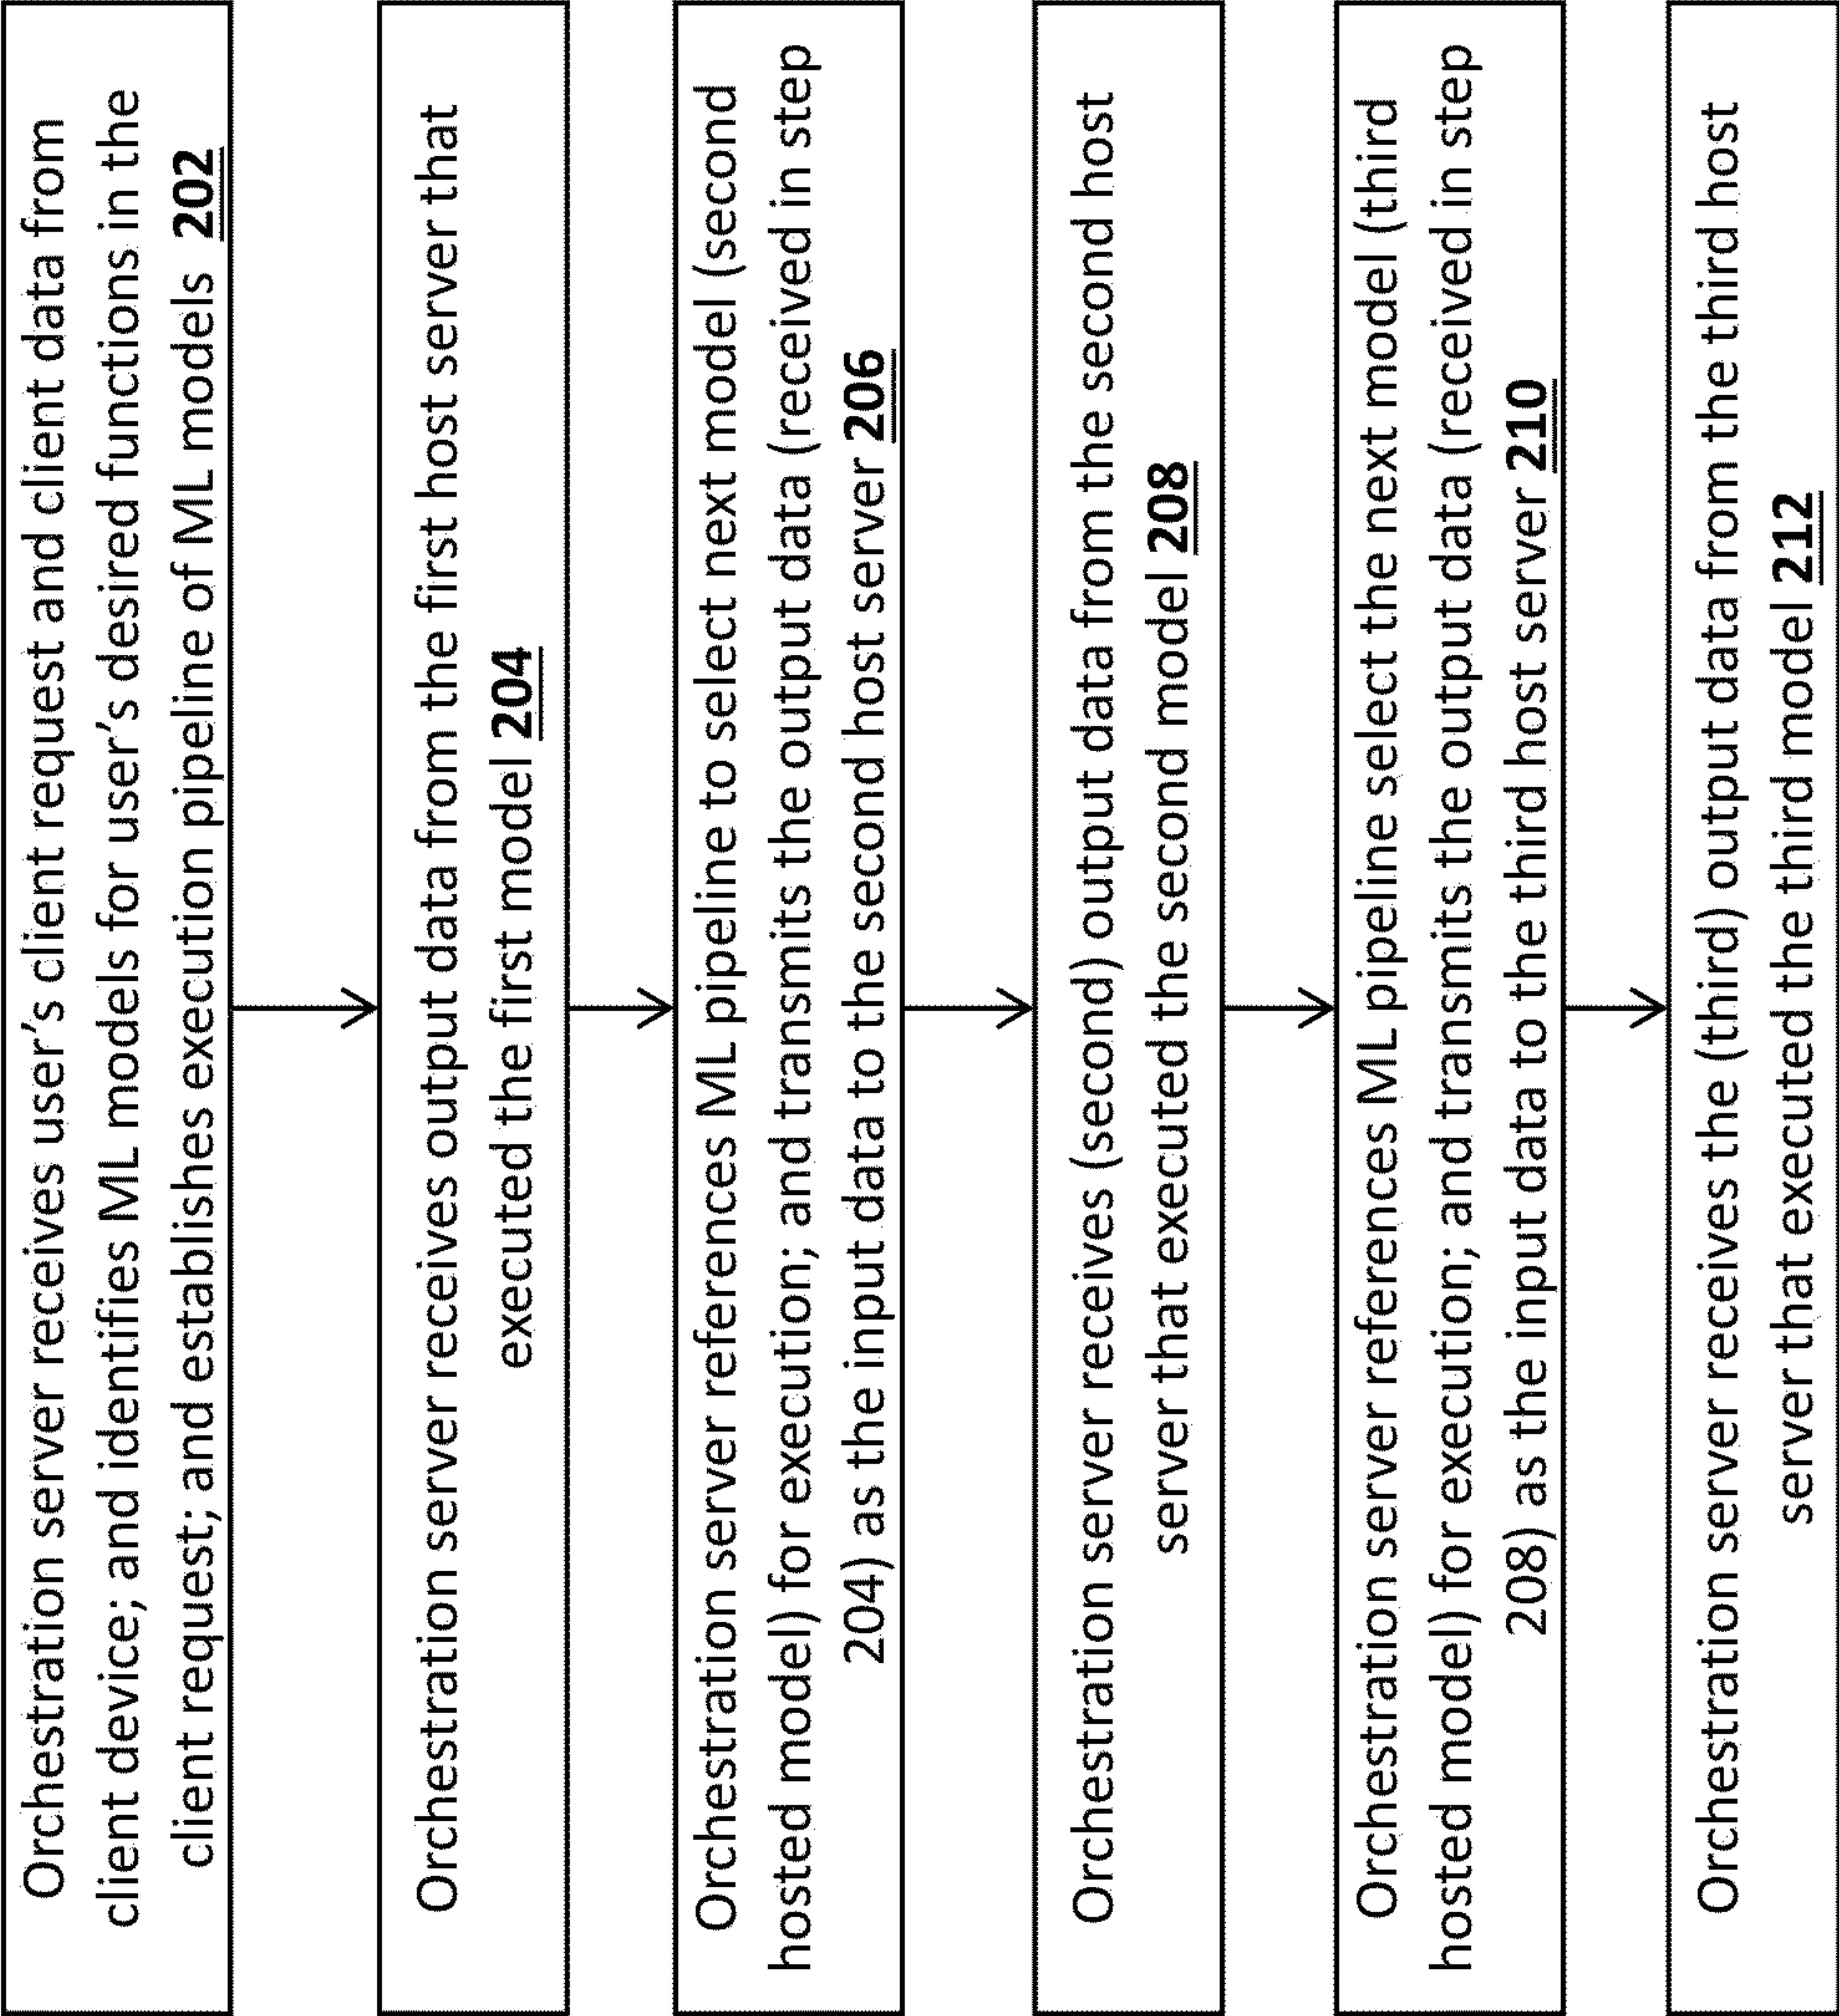 Orchestration server receives user's client request and client data from
client device; and identifies ML models for user's desired functions in the
client request; and establishes execution pipeline of ML models 202
Orchestration server receives output data from the first host server that
executed the first model 204
Orchestration server references ML pipeline to select next model (second
hosted model) for execution; and transmits the output data (received in step
204) as the input data to the second host server 206
Orchestration server receives (second) output data from the second host
server that executed the second model 208
Orchestration server references ML pipeline select the next model (third
hosted model) for execution; and transmits the output data (received in step
208) as the input data to the third host server 210
Orchestration server receives the (third) output data from the third host
server that executed the third model 212